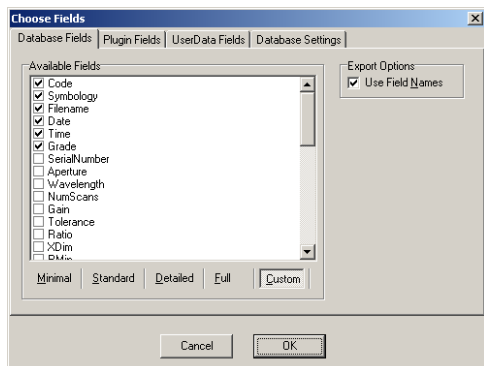 Choose Fields
Database Fields Plugin Fields UserData Fields Database Settings
Available Fields
Code
Symbology
Filename
Date
Time
Grade
SerialNumber
Aperture
Wavelength
NumScans
Gain
Tolerance
Ratio
XDim
Minimal Standard Detailed Full Custom
Export Options
Use Field Names
Cancel OK